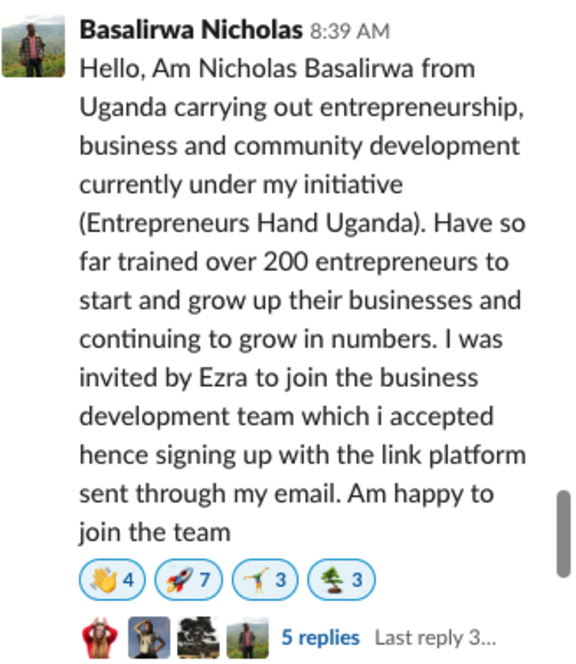 Basalirwa Nicholas 8:39 AM
Hello, Am Nicholas Basalirwa from
Uganda carrying out entrepreneurship,
business and community development
currently under my initiative
(Entrepreneurs Hand Uganda). Have so
far trained over 200 entrepreneurs to
start and grow up their businesses and
continuing to grow in numbers. I was
invited by Ezra to join the business
development team which i accepted
hence signing up with the link platform
sent through my email. Am happy to
join the team
4 7 3 3
5 replies Last reply 3...